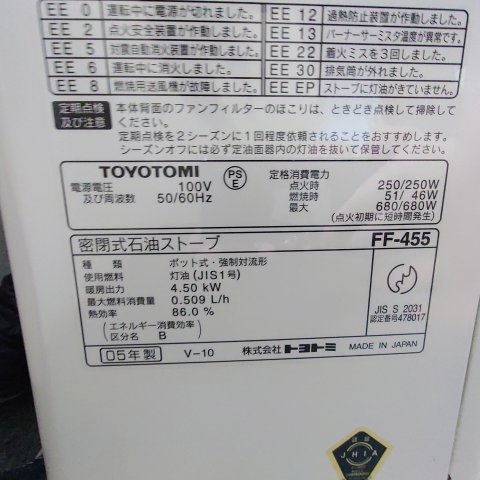 EE 0 運転中に電源が切れました。
EE 2 点火安全装置が作動しました。
EE 5 対震自動消火装置が作動しました。
EE 6 運転中に消火しました。
EE 8 燃焼用送風機が故障しました。
EE 12 過熱防止装置が作動しました。
EE 13 バーナーサーミスタ温度が異常です。
EE 22 着火ミスを3回しました。
EE 30 排気筒が外れました。
EE EP ストーブに灯油がきていません。
定期点検及び注意
本体背面のファンフィルターのほこりは、ときどき点検して掃除してください。
定期点検を2シーズンに1回程度依頼されることをおすすめします。
シーズンオフには必ず定油面器内の灯油を抜いて保管してください。
TOYOTOMI
PS E
電源電圧及び周波数 100V 50/60Hz
定格消費電力
点火時 250/250W
燃焼時 51/ 46W
最大 680/680W
(点火初期に短時間発生)
密閉式石油ストーブ FF-455
種類 ポット式・強制対流形
使用燃料 灯油(JIS1号)
暖房出力 4.50 kW
最大燃料消費量 0.509 L/h
熱効率 86.0 %
(エネルギー消費効率)
区分名 B
JIS S 2031
認定番号478017
05年製 V-10 株式会社 トヨトミ MADE IN JAPAN
JHIA